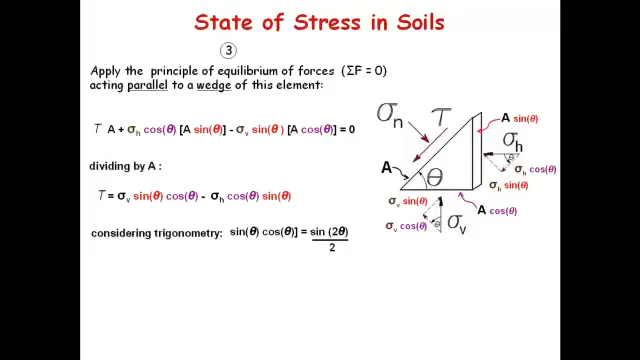 State of Stress in Soils
3
Apply the principle of equilibrium of forces (ΣF = 0)
acting parallel to a wedge of this element:
τ A + σh cos(θ) [A sin(θ)] - σv sin(θ ) [A cos(θ)] = 0
dividing by A :
τ = σv sin(θ) cos(θ) - σh cos(θ) sin(θ)
considering trigonometry: sin(θ) cos(θ)] = sin (2θ)
2
σn
τ
A sin(θ)
σh
θ
σh cos(θ)
σh sin(θ)
A
θ
σv sin(θ)
A cos(θ)
σv cos(θ)
θ
σv